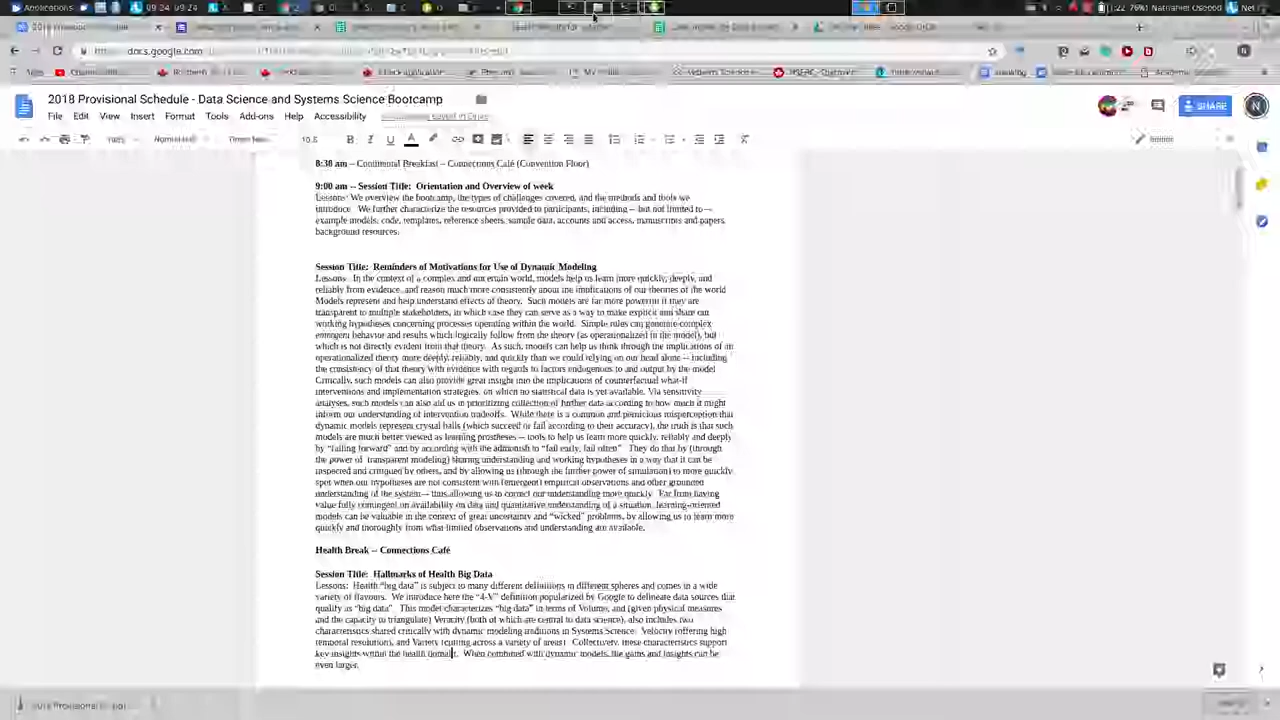 Applications
11:22 76% Nathaniel Osgood
docs.google.com
2018 Provisional Schedule - Data Science and Systems Science Bootcamp
SHARE
N
File Edit View Insert Format Tools Add-ons Help Accessibility
8:30 am -- Continental Breakfast -- Connections Café (Convention Floor)
9:00 am -- Session Title: Orientation and Overview of week
Lessons: We overview the bootcamp, the types of challenges covered, and the methods and tools we
introduce. We further characterize the resources provided to participants, including -- but not limited to --
example models, code, templates, reference sheets, sample data, accounts and access, manuscripts and papers,
background resources.
Session Title: Reminders of Motivations for Use of Dynamic Modeling
Lessons: In the context of a complex and uncertain world, models help us learn more quickly, deeply, and
reliably from evidence, and reason much more consistently about the implications of our theories of the world
Models represent and help understand effects of theory. Such models are far more powerful if they are
transparent to multiple stakeholders, in which case they can serve as a way to make explicit and share our
working hypotheses concerning processes operating within the world. Simple rules can generate complex
emergent behavior and results which logically follow from the theory (as operationalized in the model), but
which is not directly evident from that theory. As such, models can help us think through the implications of an
operationalized theory more deeply, reliably, and quickly than we could relying on our head alone -- including
the consistency of that theory with evidence with regards to factors endogenous to and output by the model
Critically, such models can also provide great insight into the implications of counterfactual what-if
interventions and implementation strategies, on which no statistical data is yet available. Via sensitivity
analyses, such models can also aid us in prioritizing collection of further data according to how much it might
inform our understanding of intervention tradeoffs. While there is a common and pernicious misperception that
dynamic models represent crystal balls (which succeed or fail according to their accuracy), the truth is that such
models are much better viewed as learning prostheses -- tools to help us learn more quickly, reliably and deeply
by "failing forward" and by according with the admonish to "fail early, fail often" They do that by (through
the power of transparent modeling) sharing understanding and working hypotheses in a way that it can be
inspected and critiqued by others, and by allowing us (through the further power of simulation) to more quickly
spot when our hypotheses are not consistent with (emergent) empirical observations and other grounded
understanding of the system -- thus allowing us to correct our understanding more quickly. Far from having
value fully contingent on availability on data and quantitative understanding of a situation, learning-oriented
models can be valuable in the context of great uncertainty and "wicked" problems, by allowing us to learn more
quickly and thoroughly from what limited observations and understanding are available.
Health Break -- Connections Café
Session Title: Hallmarks of Health Big Data
Lessons: Health "big data" is subject to many different definitions in different spheres and comes in a wide
variety of flavours. We introduce here the "4-V" definition popularized by Google to delineate data sources that
qualify as "big data". This model characterizes "big data" in terms of Volume, and (given physical measures
and the capacity to triangulate) Veracity (both of which are central to data science), also includes two
characteristics shared critically with dynamic modeling traditions in Systems Science: Velocity (offering high
temporal resolution), and Variety (cutting across a variety of areas). Collectively, these characteristics support
key insights within the health domain. When combined with dynamic models, the gains and insights can be
even larger.